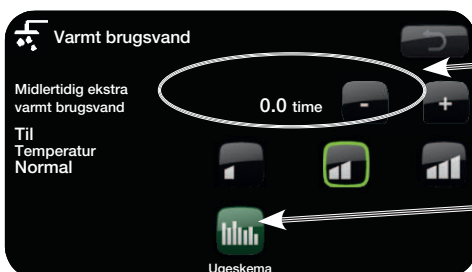 Varmt brugsvand
Midlertidig ekstra
varmt brugsvand
0.0 time
-
+
Til
Temperatur
Normal
Ugeskema